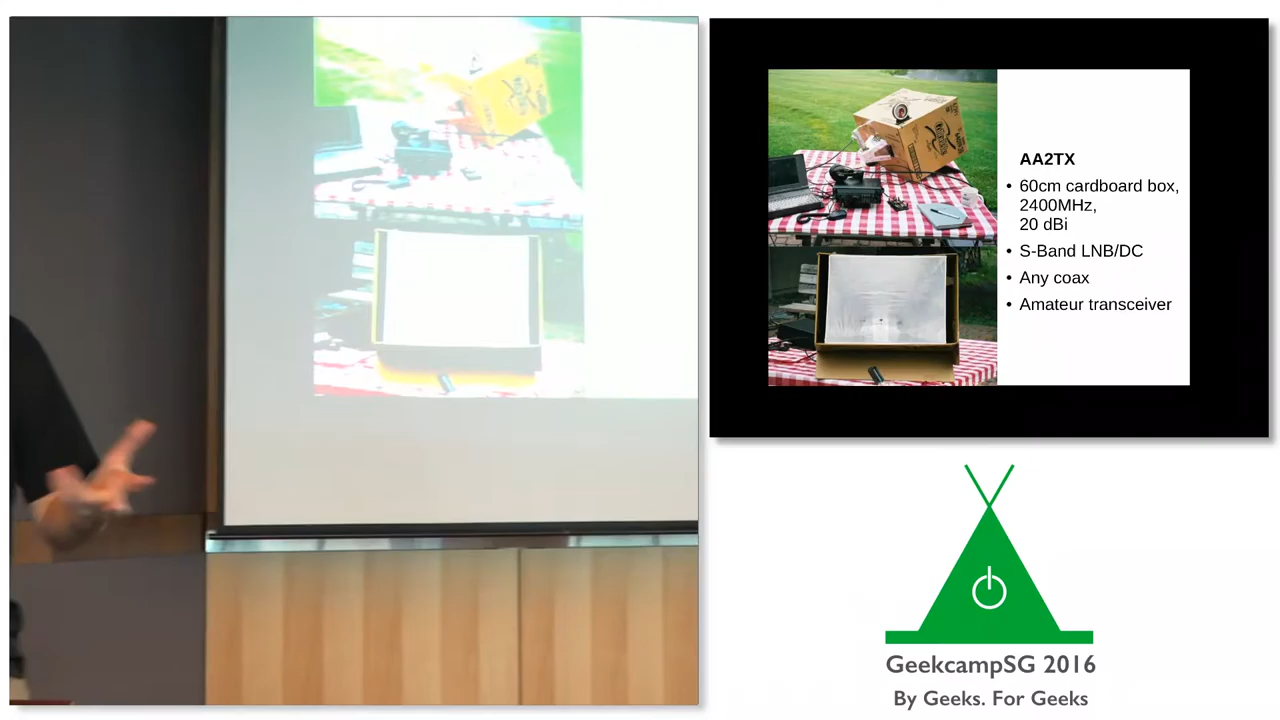 AA2TX
• 60cm cardboard box,
2400MHz,
20 dBi
• S-Band LNB/DC
• Any coax
• Amateur transceiver
GeekcampSG 2016
By Geeks. For Geeks